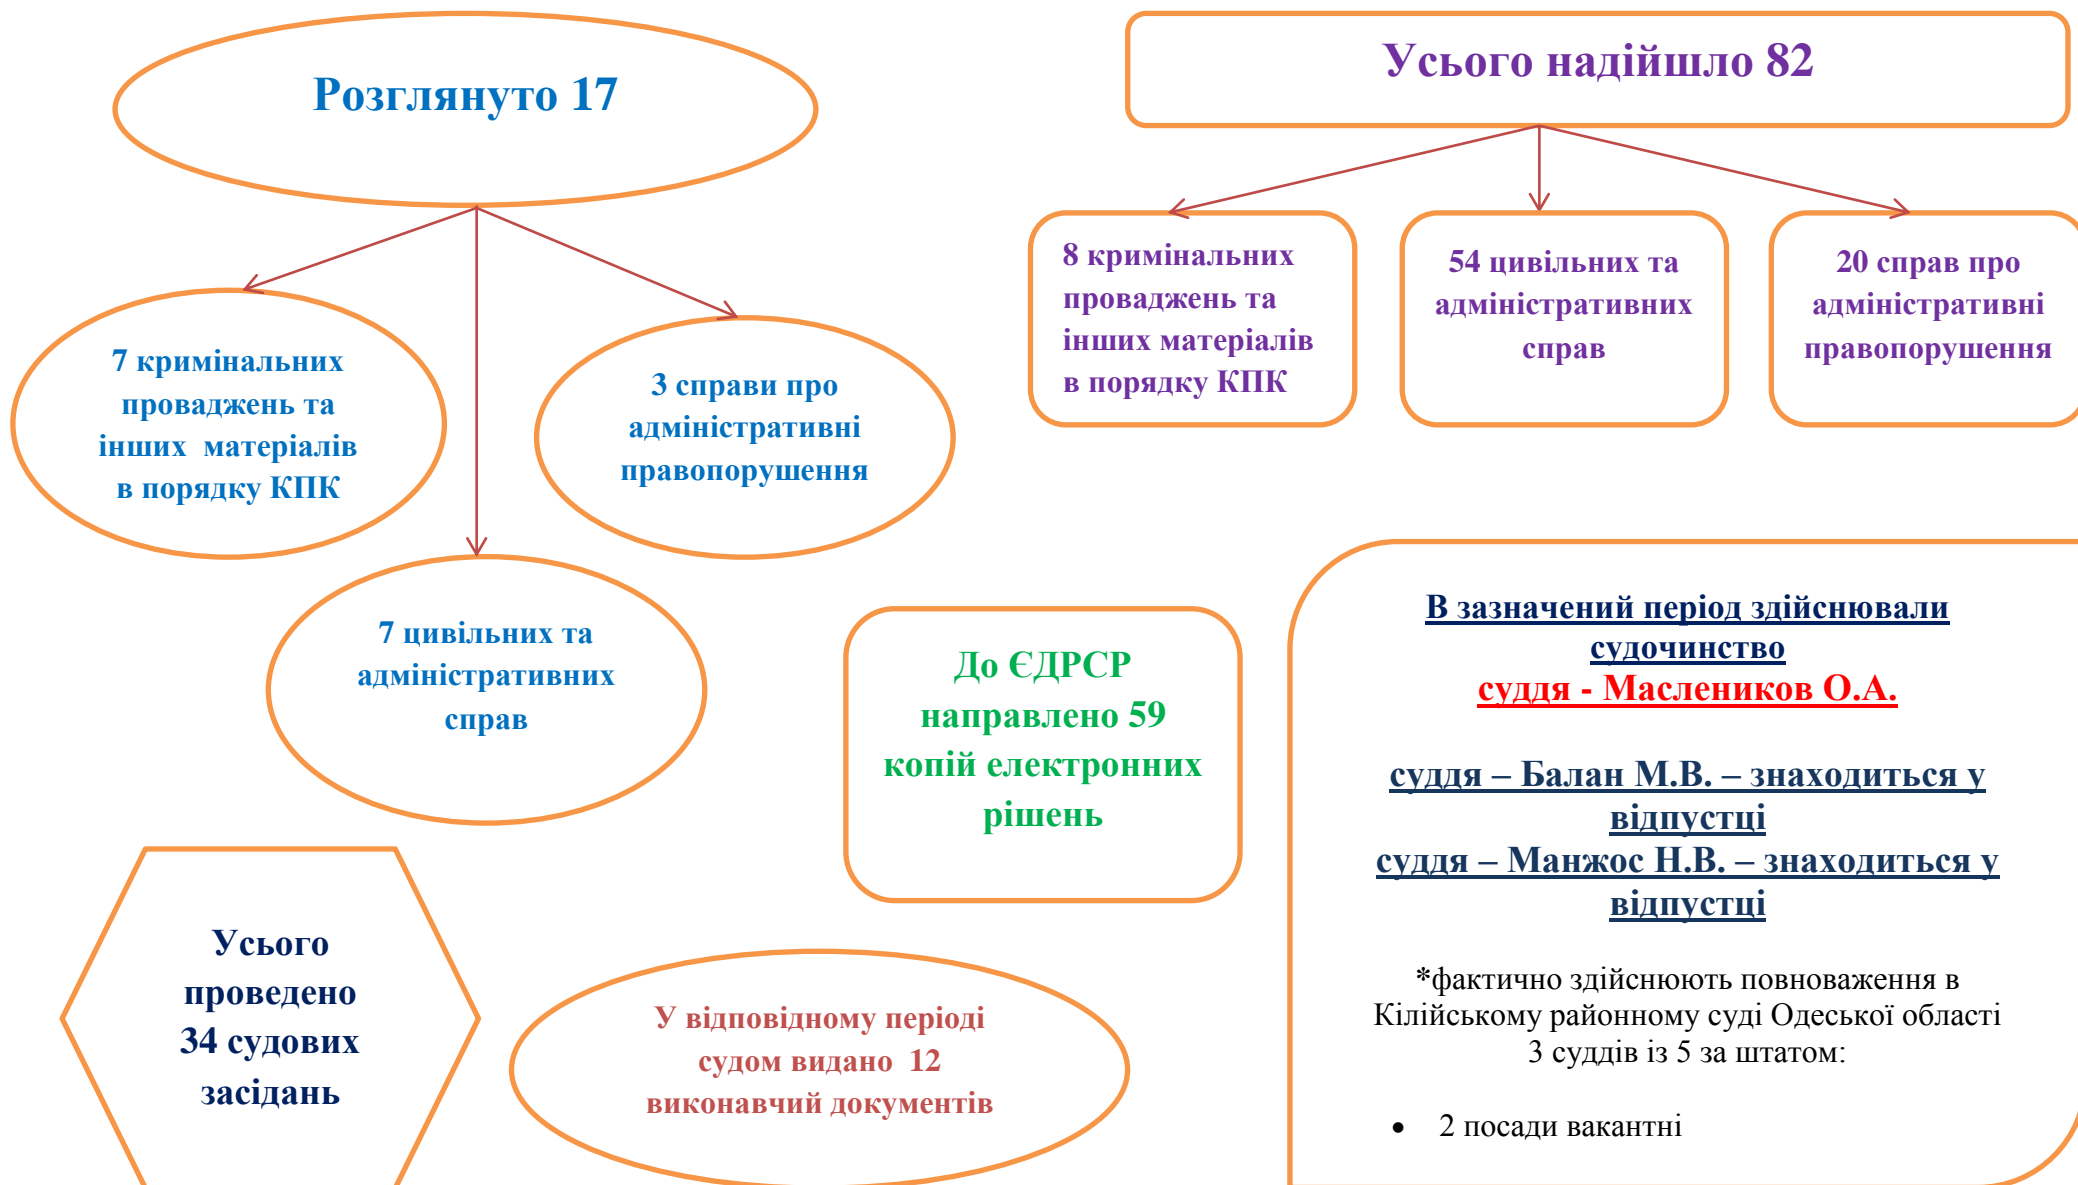 Розглянуто 17
7 кримінальних
проваджень та
інших матеріалів
в порядку КПК
3 справи про
адміністративні
правопорушення
7 цивільних та
адміністративних
справ
Усього надійшло 82
8 кримінальних
проваджень та
інших матеріалів
в порядку КПК
54 цивільних та
адміністративних
справ
20 справ про
адміністративні
правопорушення
До ЄДРСР
направлено 59
копій електронних
рішень
В зазначений період здійснювали
судочинство
суддя - Маслеников О.А.
суддя – Балан М.В. – знаходиться у
відпустці
суддя – Манжос Н.В. – знаходиться у
відпустці
*фактично здійснюють повноваження в
Кілійському районному суді Одеської області
3 суддів із 5 за штатом:
• 2 посади вакантні
Усього
проведено
34 судових
засідань
У відповідному періоді
судом видано 12
виконавчий документів